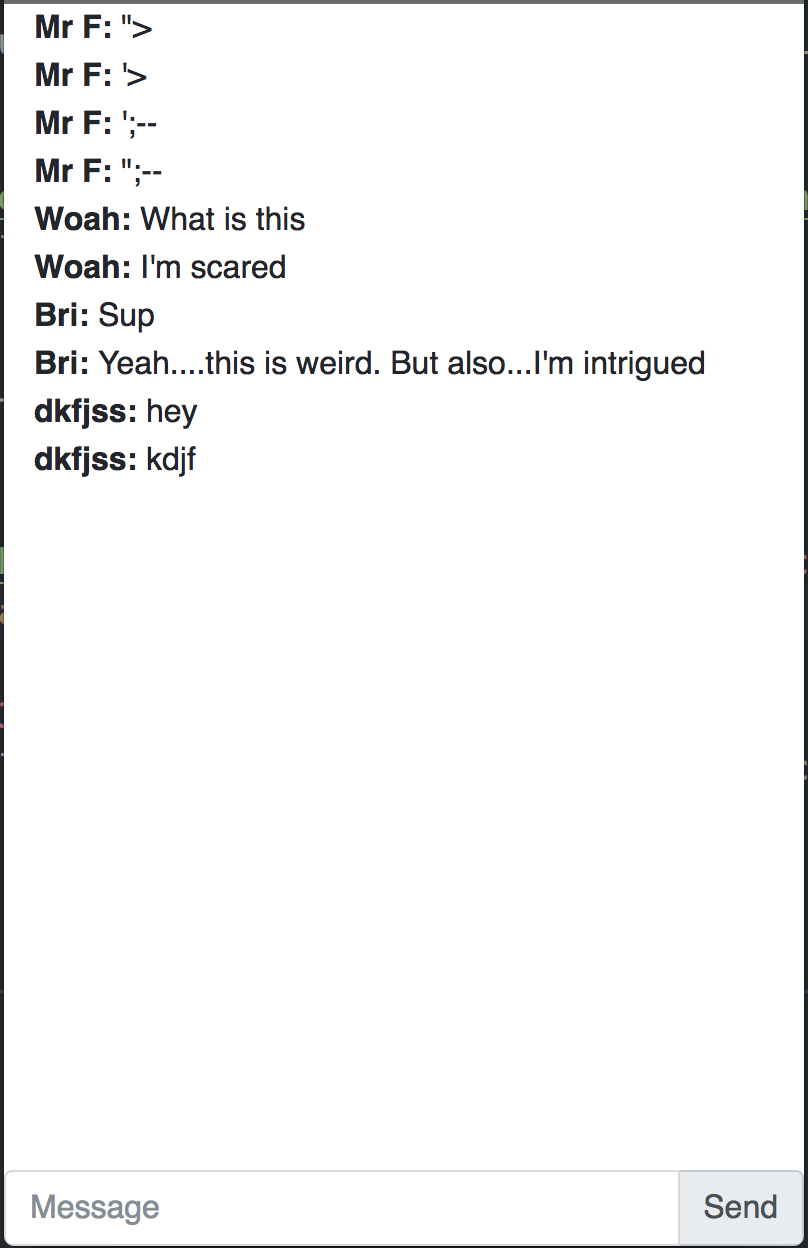 Mr F: ">
Mr F: '>
Mr F: ';--
Mr F: ";--
Woah: What is this
Woah: I'm scared
Bri: Sup
Bri: Yeah....this is weird. But also...I'm intrigued
dkfjss: hey
dkfjss: kdjf
Message
Send